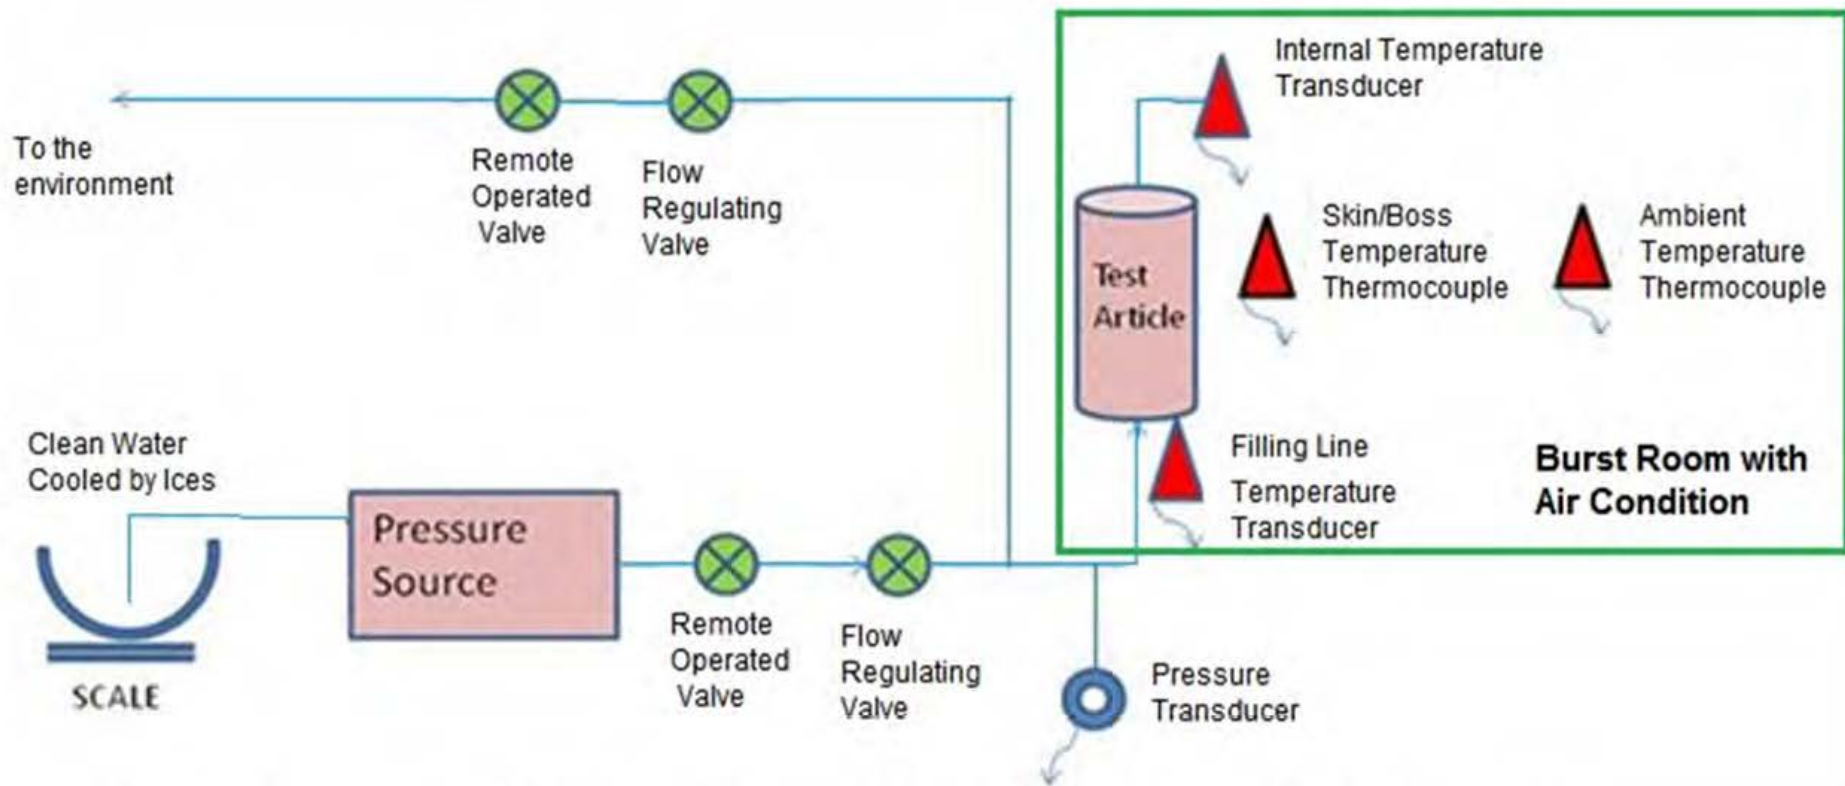 Internal Temperature
Transducer
To the
environment
Remote
Operated
Valve
Flow
Regulating
Valve
Skin/Boss
Temperature
Thermocouple
Ambient
Temperature
Thermocouple
Test
Article
Clean Water
Cooled by Ices
Filling Line
Temperature
Transducer
Burst Room with
Air Condition
Pressure
Source
SCALE
Remote
Operated
Valve
Flow
Regulating
Valve
Pressure
Transducer